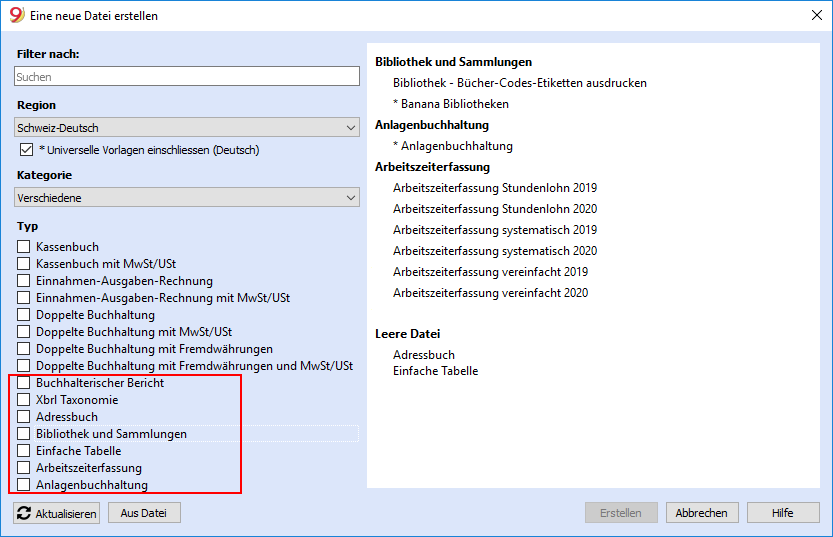 9 Eine neue Datei erstellen
Filter nach:
Suchen
Region
Schweiz-Deutsch
* Universelle Vorlagen einschliessen (Deutsch)
Kategorie
Verschiedene
Typ
Kassenbuch
Kassenbuch mit MwSt/USt
Einnahmen-Ausgaben-Rechnung
Einnahmen-Ausgaben-Rechnung mit MwSt/USt
Doppelte Buchhaltung
Doppelte Buchhaltung mit MwSt/USt
Doppelte Buchhaltung mit Fremdwährungen
Doppelte Buchhaltung mit Fremdwährungen und MwSt/USt
Buchhalterischer Bericht
Xbrl Taxonomie
Adressbuch
Bibliothek und Sammlungen
Einfache Tabelle
Arbeitszeiterfassung
Anlagenbuchhaltung
Bibliothek und Sammlungen
Bibliothek - Bücher-Codes-Etiketten ausdrucken
* Banana Bibliotheken
Anlagenbuchhaltung
* Anlagenbuchhaltung
Arbeitszeiterfassung
Arbeitszeiterfassung Stundenlohn 2019
Arbeitszeiterfassung Stundenlohn 2020
Arbeitszeiterfassung systematisch 2019
Arbeitszeiterfassung systematisch 2020
Arbeitszeiterfassung vereinfacht 2019
Arbeitszeiterfassung vereinfacht 2020
Leere Datei
Adressbuch
Einfache Tabelle
Aktualisieren
Aus Datei
Erstellen
Abbrechen
Hilfe